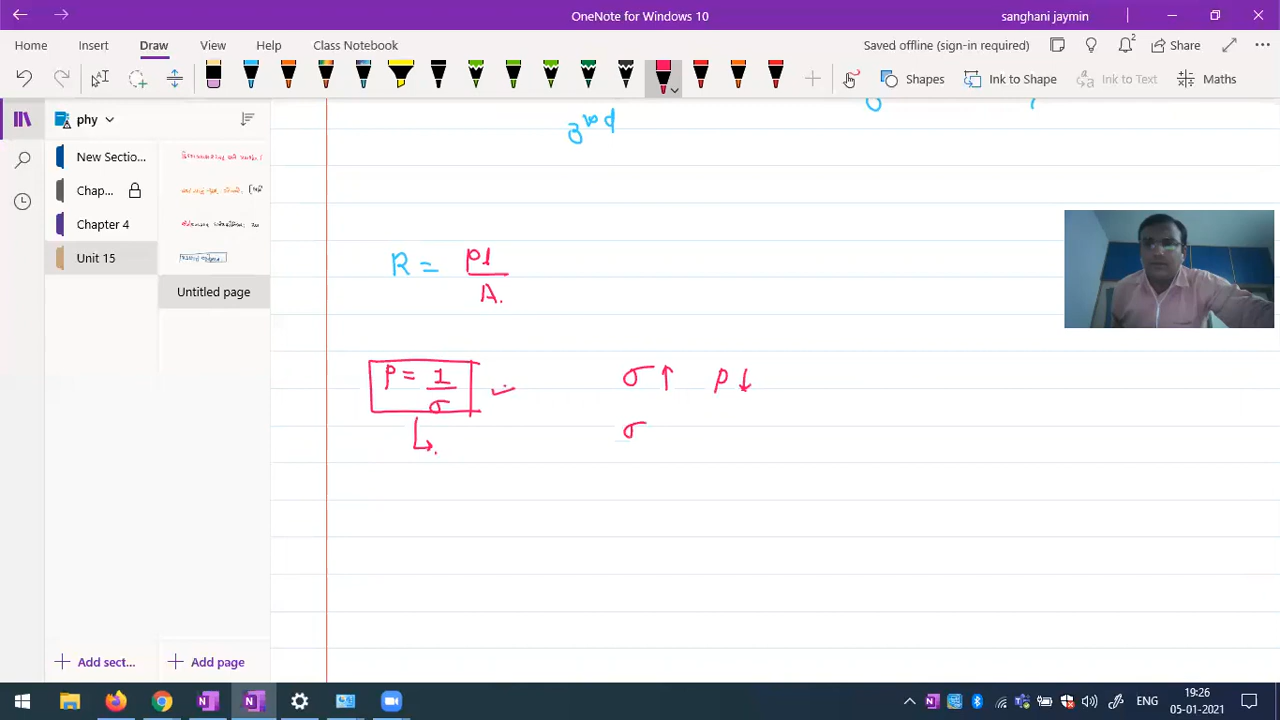 OneNote for Windows 10
sanghani jaymin
Home Insert Draw View Help Class Notebook
Saved offline (sign in required)
Share
Shapes Ink to Shape Ink to Text Maths
phy
New Sectio...
Chap...
Chapter 4
Unit 15
Untitled page
3rd
R = ρl
A.
ρ = 1
σ
σ ↑ ρ ↓
σ
Add sect... Add page
ENG
19:26
05-01-2021